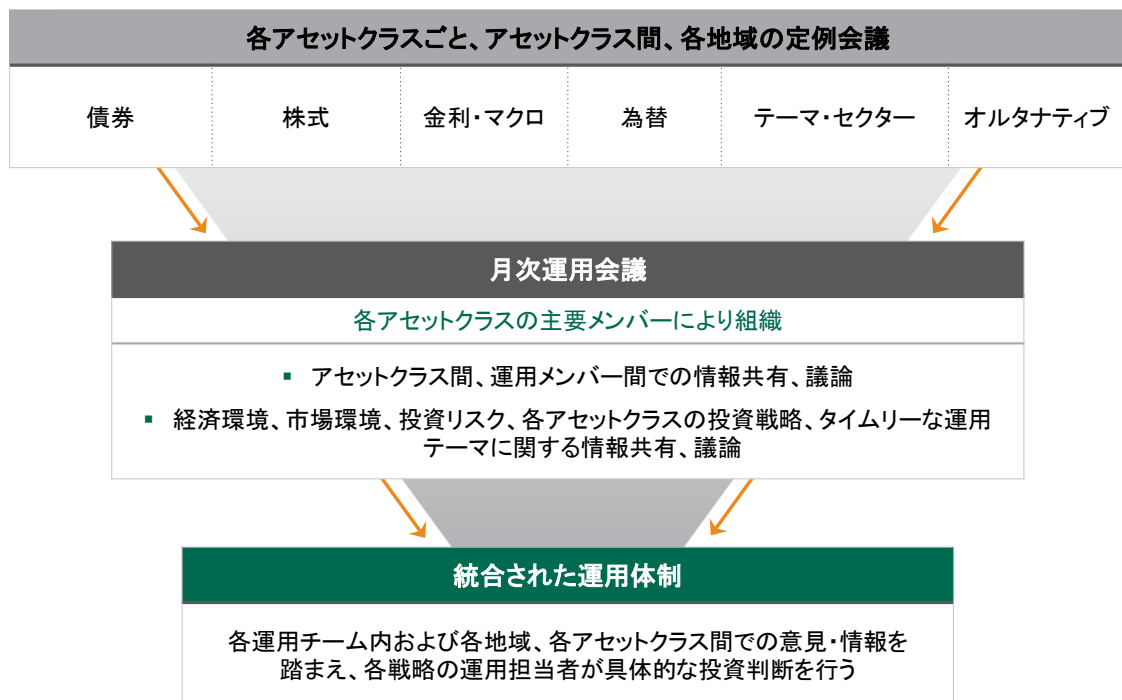 各アセットクラスごと、アセットクラス間、各地域の定例会議
債券 株式 金利・マクロ 為替 テーマ・セクター オルタナティブ
月次運用会議
各アセットクラスの主要メンバーにより組織
▪ アセットクラス間、運用メンバー間での情報共有、議論
▪ 経済環境、市場環境、投資リスク、各アセットクラスの投資戦略、タイムリーな運用
テーマに関する情報共有、議論
統合された運用体制
各運用チーム内および各地域、各アセットクラス間での意見・情報を
踏まえ、各戦略の運用担当者が具体的な投資判断を行う